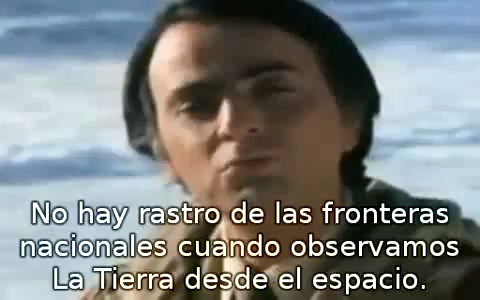 No hay rastro de las fronteras
nacionales cuando observamos
La Tierra desde el espacio.